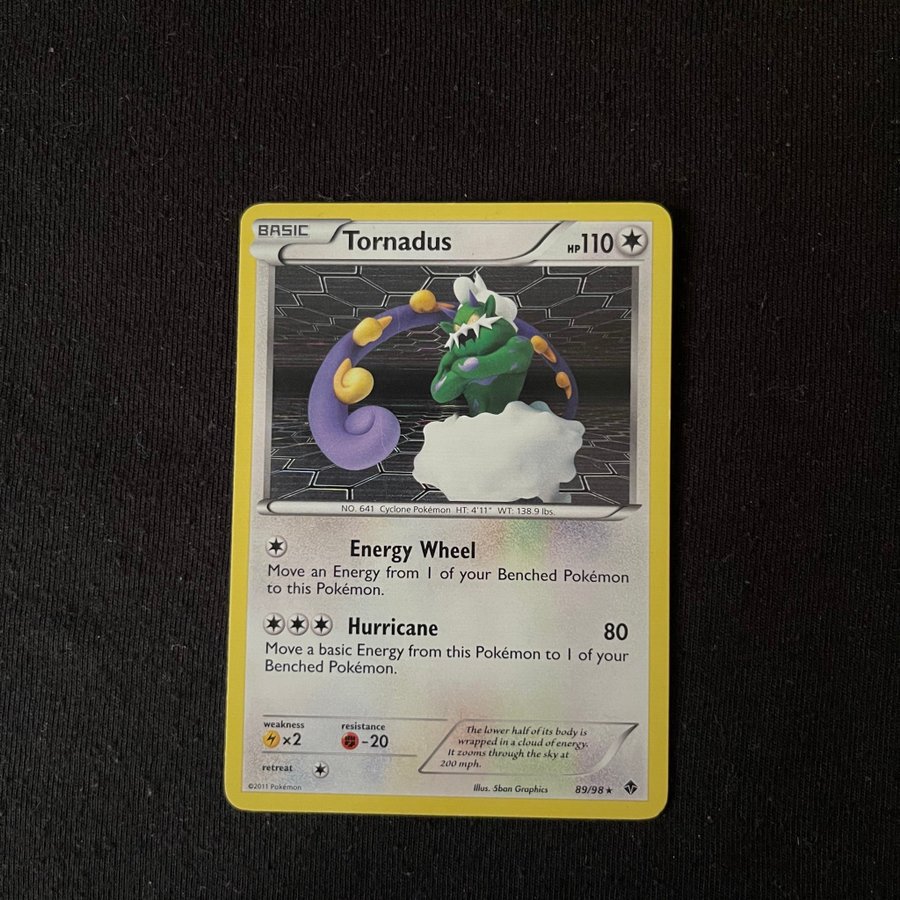 BASIC Tornadus HP110
NO. 641 Cyclone Pokémon HT: 4'11" WT: 138.9 lbs.
Energy Wheel
Move an Energy from 1 of your Benched Pokémon
to this Pokémon.
Hurricane 80
Move a basic Energy from this Pokémon to 1 of your
Benched Pokémon.
weakness resistance
×2 -20
retreat
The lower half of its body is
wrapped in a cloud of energy.
It zooms through the sky at
200 mph.
©2011 Pokémon Illus. 5ban Graphics 89/98 ★